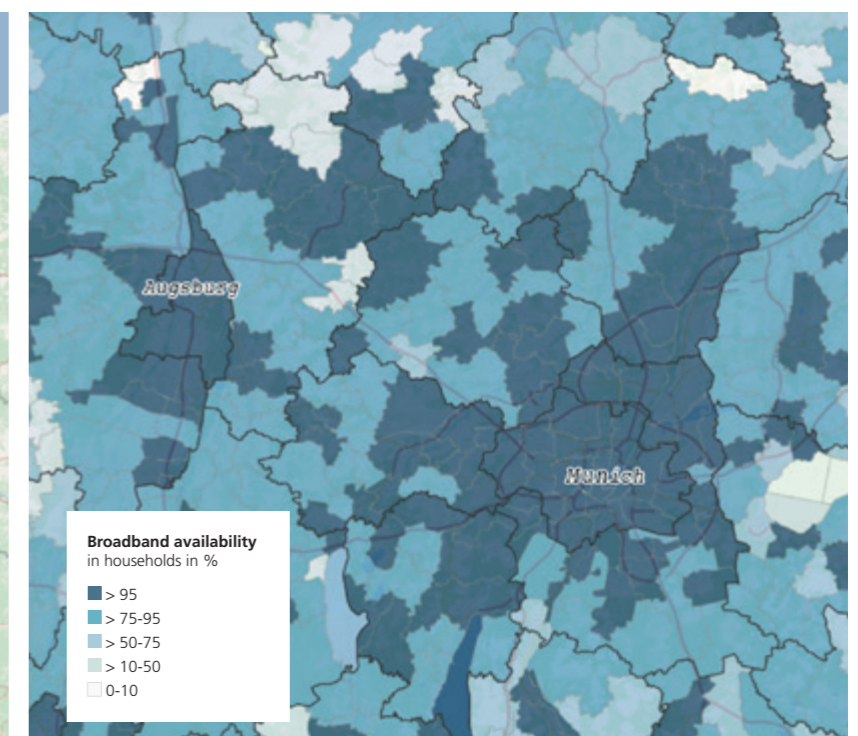 Augsburg
Munich
Broadband availability
in households in %
> 95
> 75-95
> 50-75
> 10-50
0-10